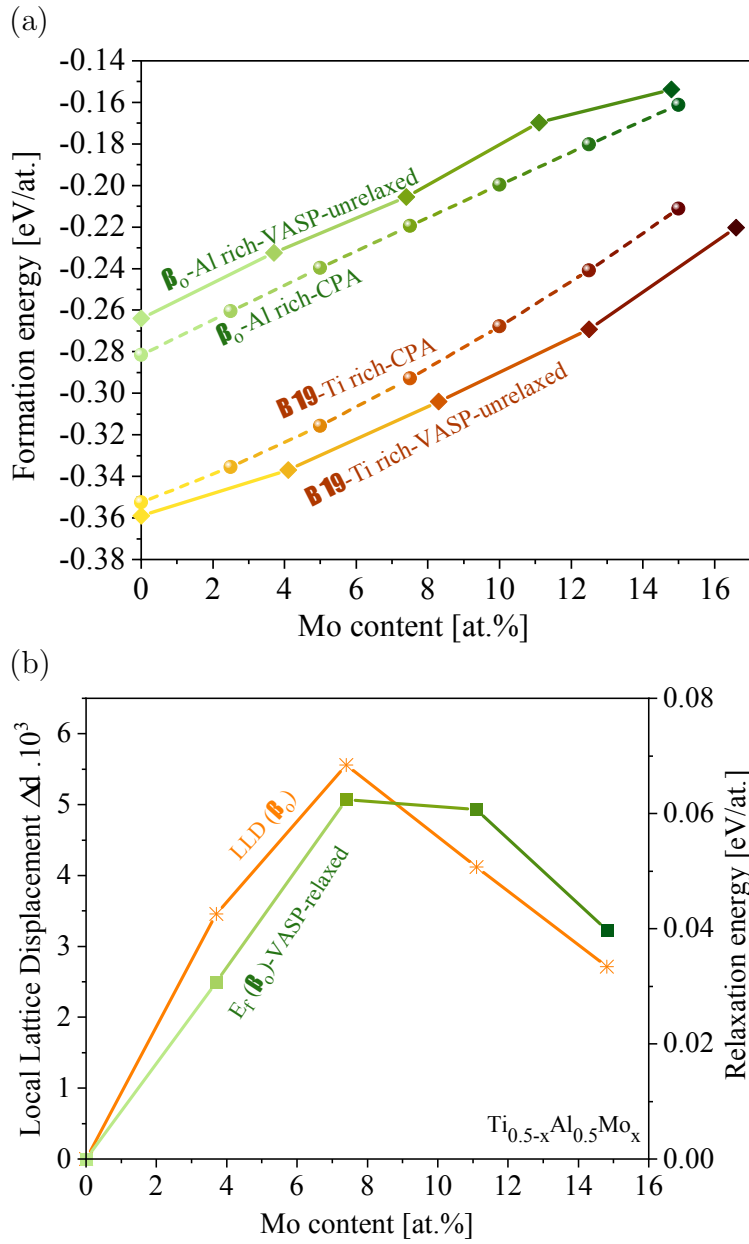 (a)
-0.14
-0.16
-0.18
-0.20
-0.22
-0.24
-0.26
-0.28
-0.30
-0.32
-0.34
-0.36
-0.38
Formation energy [eV/at.]
βo-Al rich-VASP-unrelaxed
βo-Al rich-CPA
B19-Ti rich-CPA
B19-Ti rich-VASP-unrelaxed
0 2 4 6 8 10 12 14 16
Mo content [at.%]
(b)
6
5
4
3
2
1
0
Local Lattice Displacement Δd .10³
0.08
0.06
0.04
0.02
0.00
Relaxation energy [eV/at.]
LLD (βo)
Ef (βo)-VASP-relaxed
Ti0.5-xAl0.5Mox
0 2 4 6 8 10 12 14 16
Mo content [at.%]